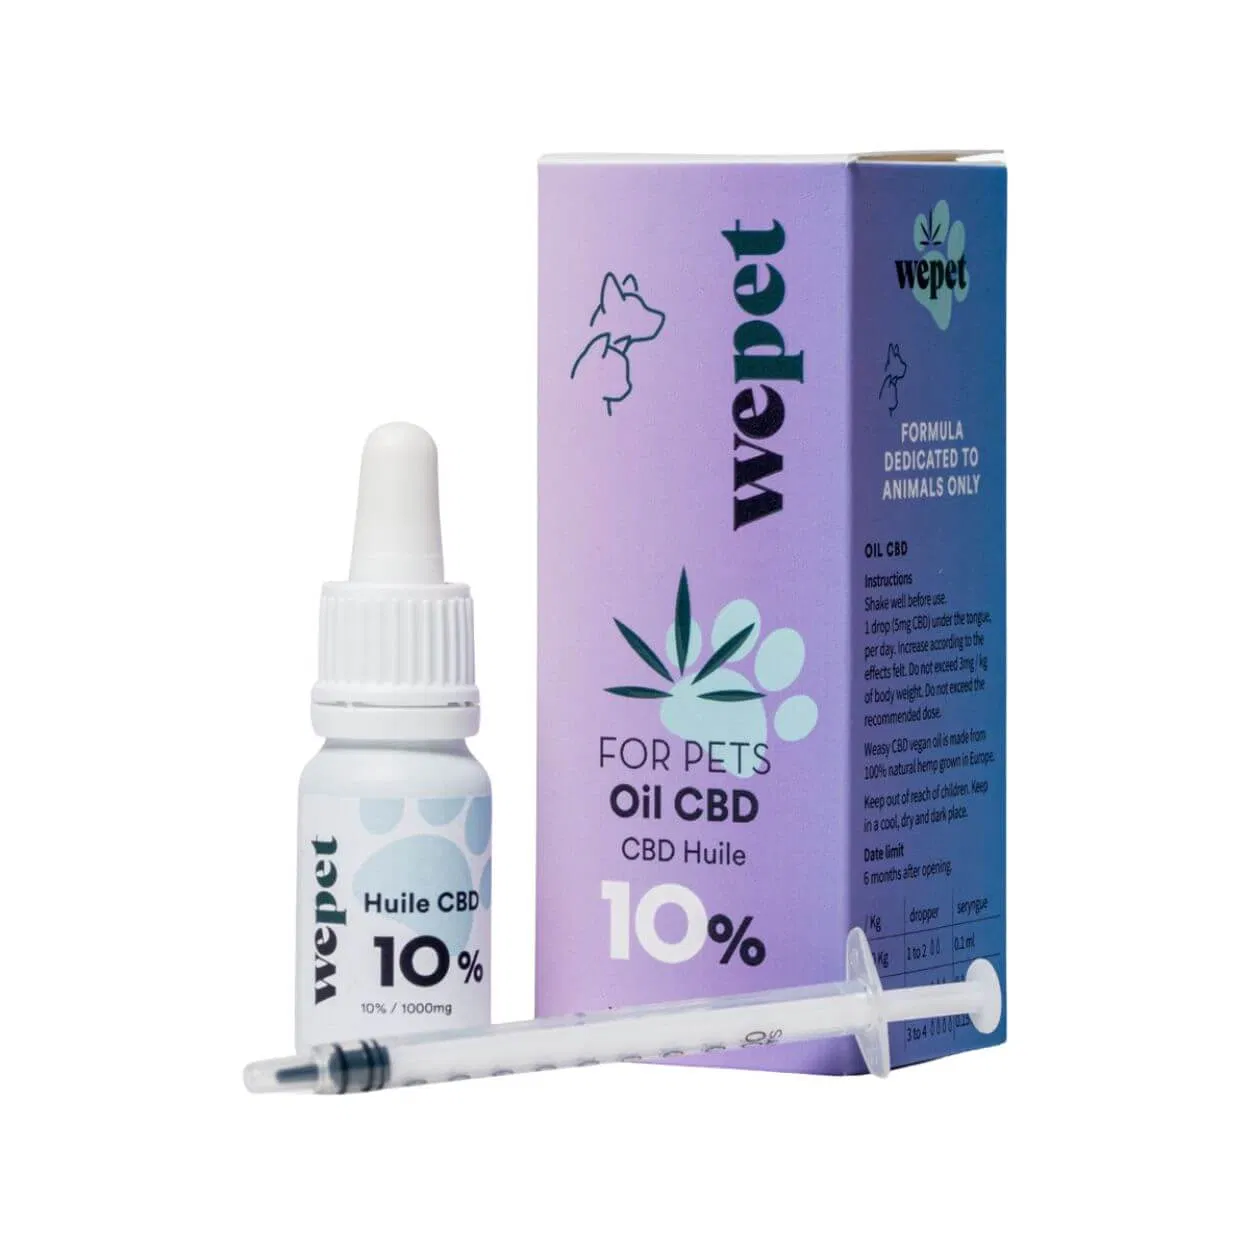 wepet
Huile CBD
10%
10% / 1000mg
wepet
FOR PETS
Oil CBD
CBD Huile
10%
wepet
FORMULA
DEDICATED TO
ANIMALS ONLY
OIL CBD
Instructions
Shake well before use.
1 drop (5mg CBD) under the tongue,
per day. Increase according to the
effects felt. Do not exceed 3mg / kg
of body weight. Do not exceed the
recommended dose.
Weasy CBD vegan oil is made from
100% natural hemp grown in Europe.
Keep out of reach of children. Keep
in a cool, dry and dark place.
Date limit
6 months after opening.
/ Kg dropper seryngue
Kg 1 to 2 0.1 ml
3 to 4